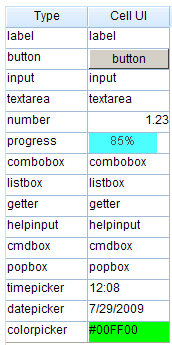 Type Cell UI
label label
button button
input input
textarea textarea
number 1.23
progress 85%
combobox combobox
listbox listbox
getter getter
helpinput helpinput
cmdbox cmdbox
popbox popbox
timepicker 12:08
datepicker 7/29/2009
colorpicker #00FF00